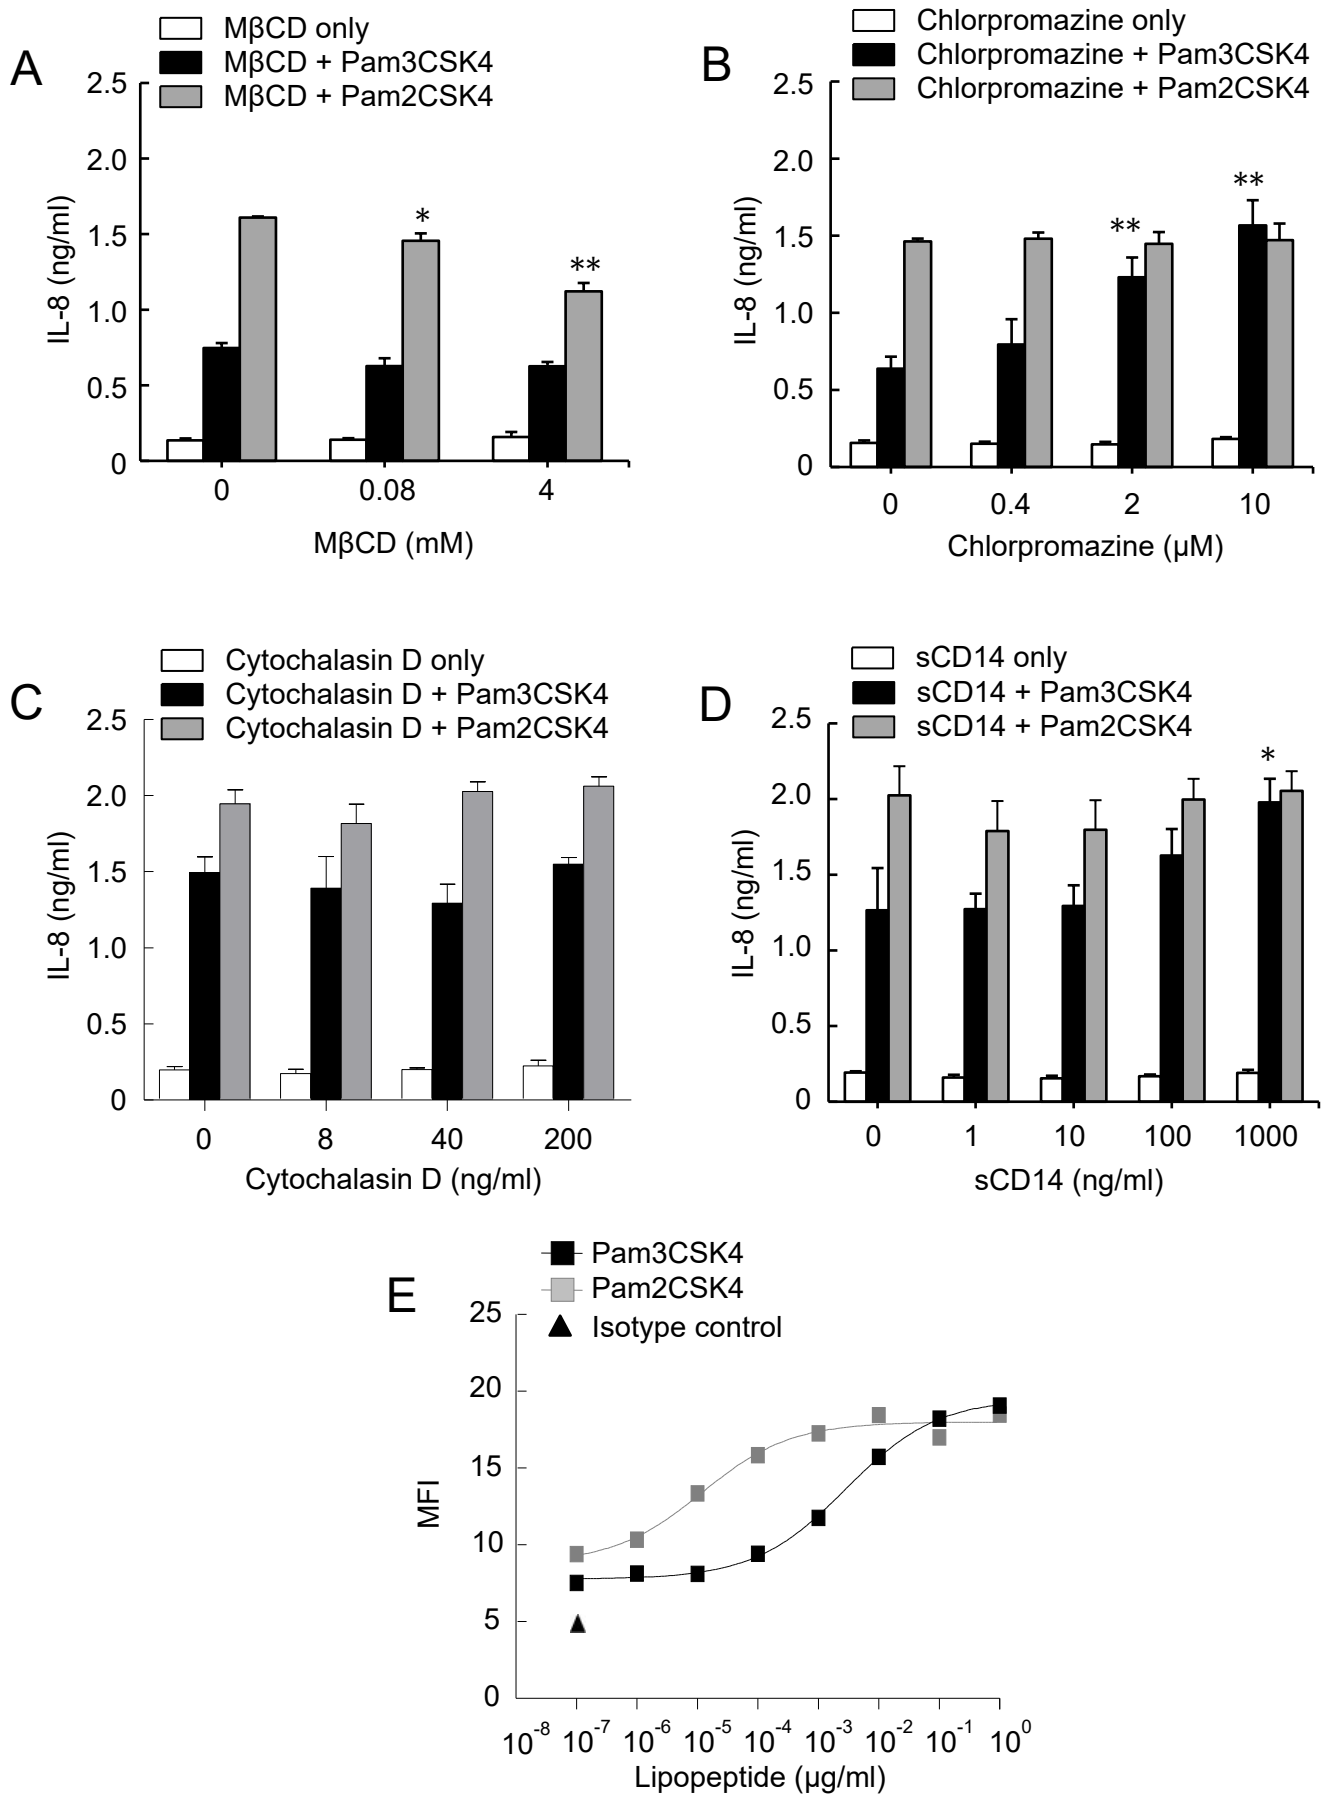 A
MβCD only
MβCD + Pam3CSK4
MβCD + Pam2CSK4
2.5
2.0
1.5
1.0
0.5
0
IL-8 (ng/ml)
*
**
0 0.08 4
MβCD (mM)
B
Chlorpromazine only
Chlorpromazine + Pam3CSK4
Chlorpromazine + Pam2CSK4
2.5
2.0
1.5
1.0
0.5
0
IL-8 (ng/ml)
**
**
0 0.4 2 10
Chlorpromazine (µM)
C
Cytochalasin D only
Cytochalasin D + Pam3CSK4
Cytochalasin D + Pam2CSK4
2.5
2.0
1.5
1.0
0.5
0
IL-8 (ng/ml)
0 8 40 200
Cytochalasin D (ng/ml)
D
sCD14 only
sCD14 + Pam3CSK4
sCD14 + Pam2CSK4
2.5
2.0
1.5
1.0
0.5
0
IL-8 (ng/ml)
*
0 1 10 100 1000
sCD14 (ng/ml)
E
Pam3CSK4
Pam2CSK4
Isotype control
25
20
15
10
5
0
MFI
10⁻⁸ 10⁻⁷ 10⁻⁶ 10⁻⁵ 10⁻⁴ 10⁻³ 10⁻² 10⁻¹ 10⁰
Lipopeptide (µg/ml)